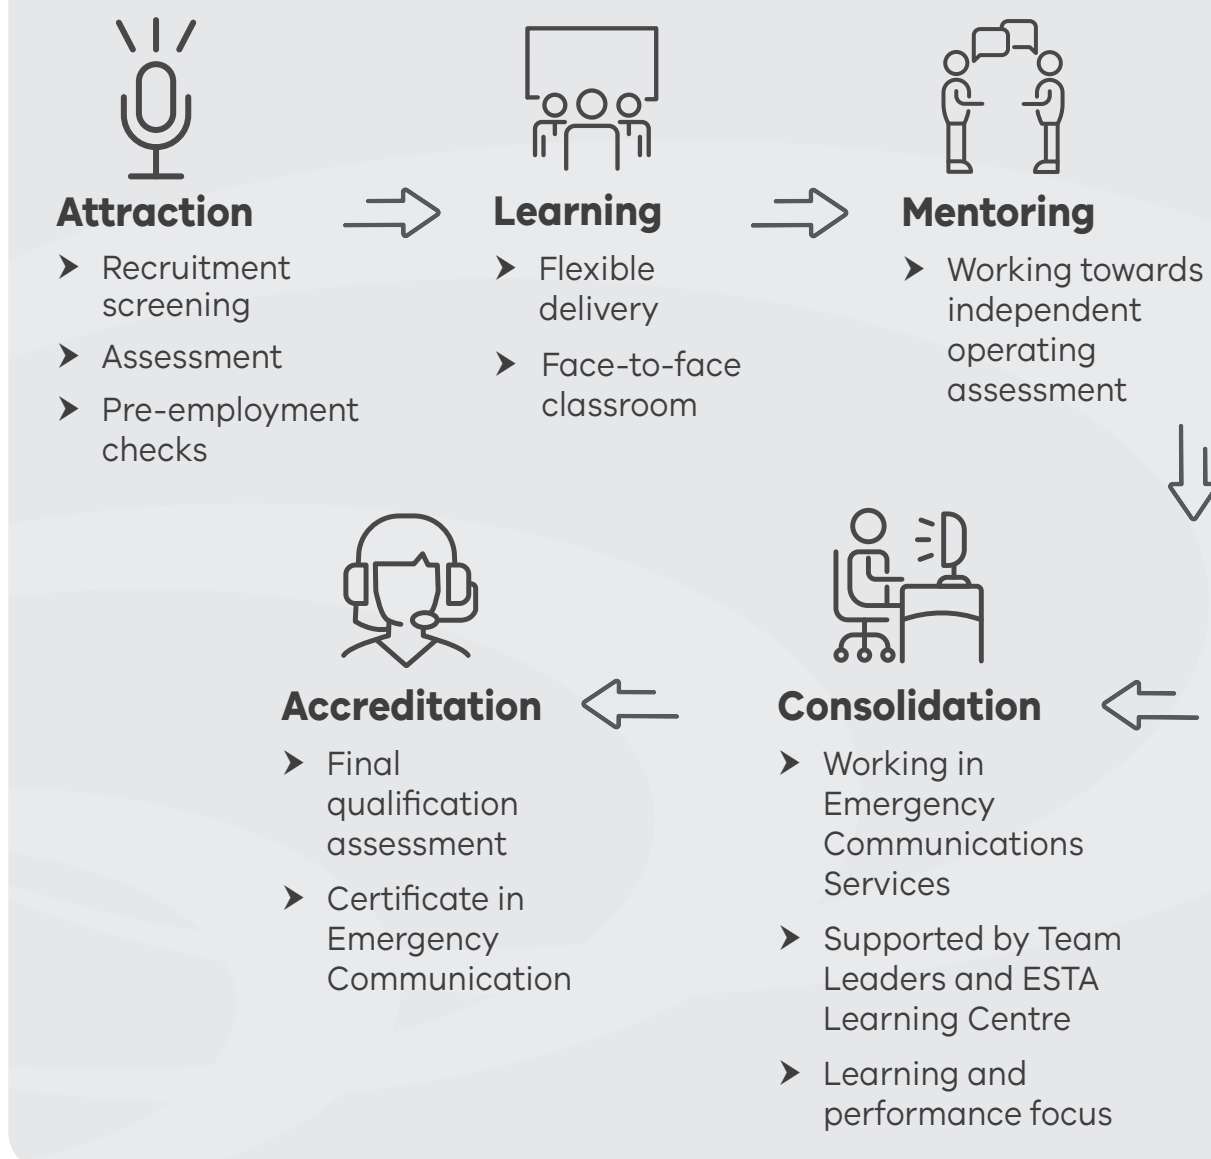 Attraction
Recruitment
screening
Assessment
Pre-employment
checks
Learning
Flexible
delivery
Face-to-face
classroom
Mentoring
Working towards
independent
operating
assessment
Consolidation
Working in
Emergency
Communications
Services
Supported by Team
Leaders and ESTA
Learning Centre
Learning and
performance focus
Accreditation
Final
qualification
assessment
Certificate in
Emergency
Communication